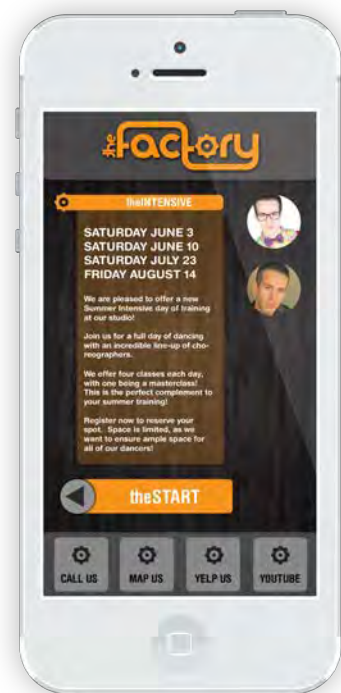 the Factory
theINTENSIVE
SATURDAY JUNE 3
SATURDAY JUNE 10
SATURDAY JULY 23
FRIDAY AUGUST 14
We are pleased to offer a new
Summer Intensive day of training
at our studio!
Join us for a full day of dancing
with an incredible line-up of cho-
reographers.
We offer four classes each day,
with one being a masterclass!
This is the perfect complement to
your summer training!
Register now to reserve your
spot.  Space is limited, as we
want to ensure ample space for
all of our dancers!
theSTART
CALL US
MAP US
YELP US
YOUTUBE